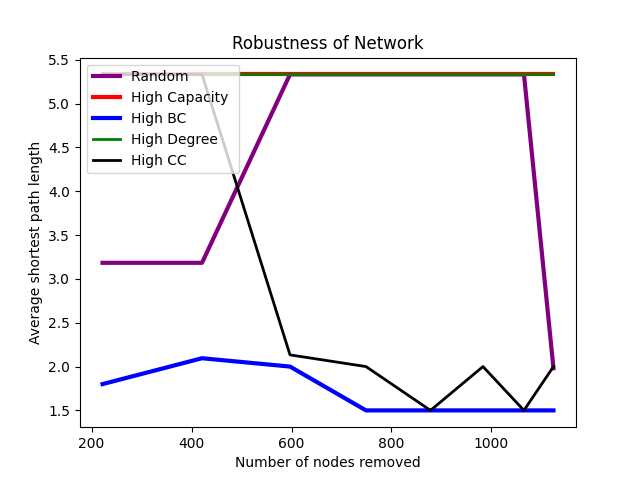 Robustness of Network
Average shortest path length
5.5
5.0
4.5
4.0
3.5
3.0
2.5
2.0
1.5
Random
High Capacity
High BC
High Degree
High CC
200
400
600
800
1000
Number of nodes removed